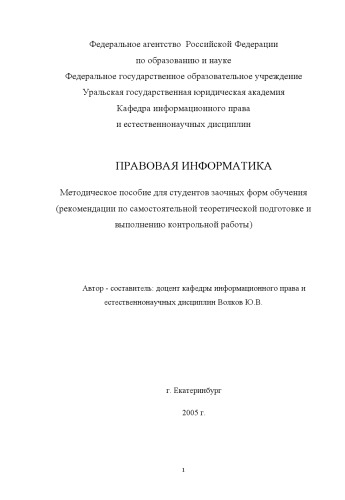 Федеральное агентство  Российской Федерации
по образованию и науке
Федеральное государственное образовательное учреждение
Уральская государственная юридическая академия
Кафедра информационного права
и естественнонаучных дисциплин
ПРАВОВАЯ ИНФОРМАТИКА
Методическое пособие для студентов заочных форм обучения
(рекомендации по самостоятельной теоретической подготовке и
выполнению контрольной работы)
Автор - составитель: доцент кафедры информационного права и
естественнонаучных дисциплин Волков Ю.В.
г. Екатеринбург
2005 г.
1